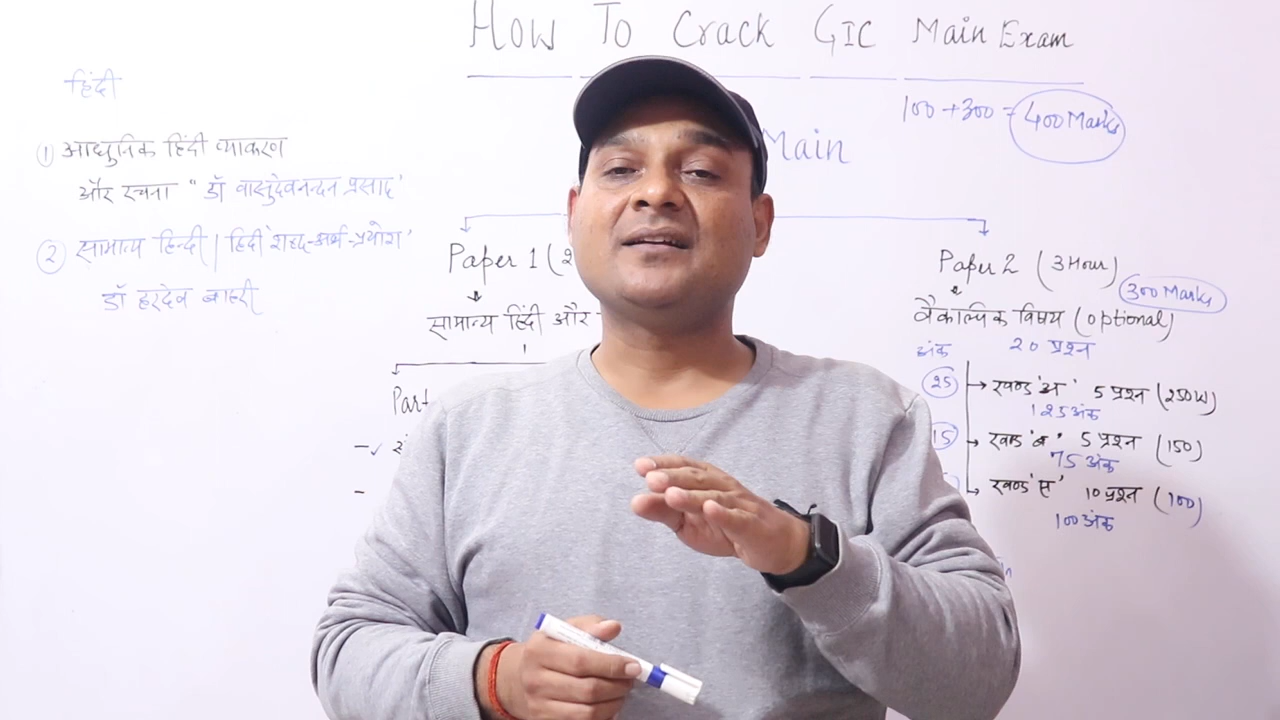 How To Crack GIC Main Exam
100 + 300 = 400 Marks
Main
हिंदी
① आधुनिक हिंदी व्याकरण
और रचना "डॉ वासुदेवनन्दन प्रसाद'
② सामान्य हिन्दी | हिंदी 'शब्द-अर्थ-प्रयोग'
डॉ हरदेव बाहरी
Paper 1 (2
सामान्य हिंदी और
Part
Paper 2 (3 Hour)
300 Marks
वैकल्पिक विषय (optional)
20 प्रश्न
अंक
25 → खण्ड 'अ' 5 प्रश्न (250W)
125 अंक
15 → खण्ड 'ब' 5 प्रश्न (150)
75 अंक
→ खण्ड 'स' 10 प्रश्न (100)
100 अंक